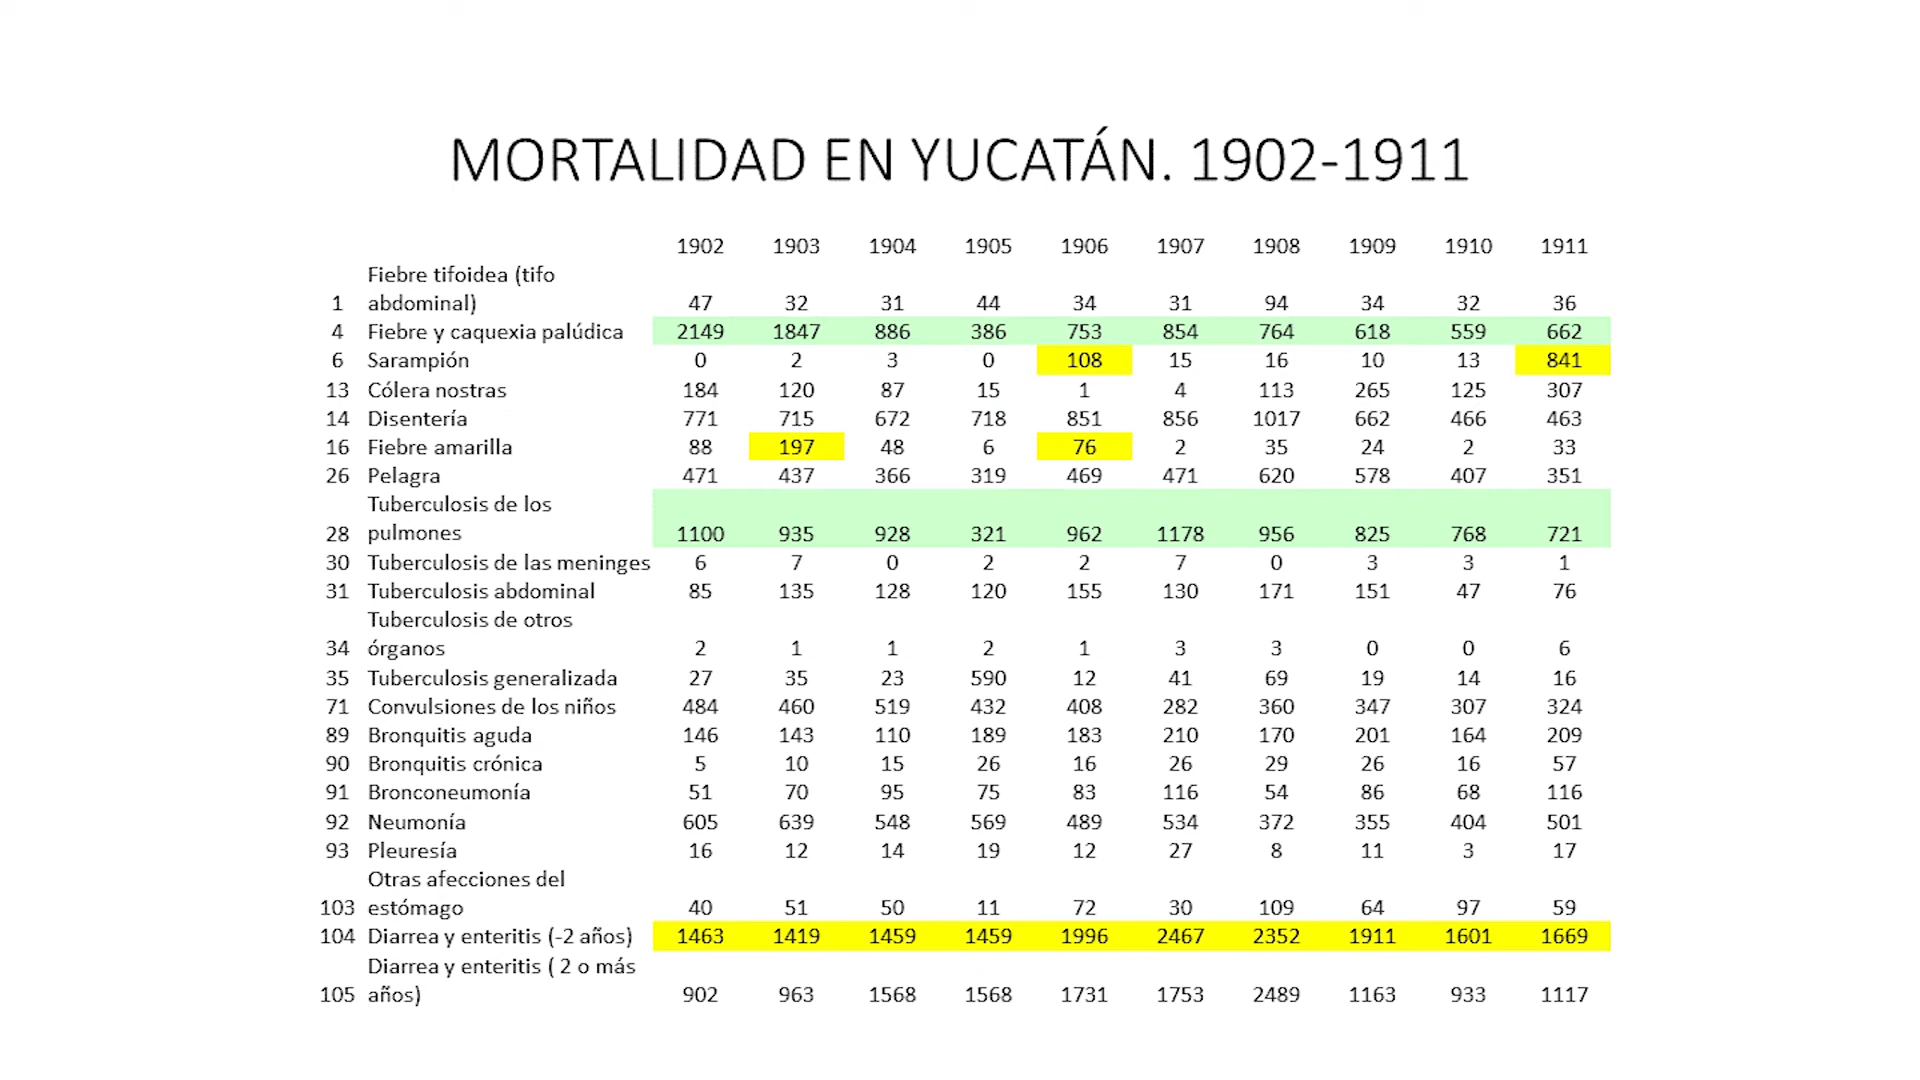 MORTALIDAD EN YUCATÁN. 1902-1911
1902 1903 1904 1905 1906 1907 1908 1909 1910 1911
Fiebre tifoidea (tifo
1 abdominal) 47 32 31 44 34 31 94 34 32 36
4 Fiebre y caquexia palúdica 2149 1847 886 386 753 854 764 618 559 662
6 Sarampión 0 2 3 0 108 15 16 10 13 841
13 Cólera nostras 184 120 87 15 1 4 113 265 125 307
14 Disentería 771 715 672 718 851 856 1017 662 466 463
16 Fiebre amarilla 88 197 48 6 76 2 35 24 2 33
26 Pelagra 471 437 366 319 469 471 620 578 407 351
Tuberculosis de los
28 pulmones 1100 935 928 321 962 1178 956 825 768 721
30 Tuberculosis de las meninges 6 7 0 2 2 7 0 3 3 1
31 Tuberculosis abdominal 85 135 128 120 155 130 171 151 47 76
Tuberculosis de otros
34 órganos 2 1 1 2 1 3 3 0 0 6
35 Tuberculosis generalizada 27 35 23 590 12 41 69 19 14 16
71 Convulsiones de los niños 484 460 519 432 408 282 360 347 307 324
89 Bronquitis aguda 146 143 110 189 183 210 170 201 164 209
90 Bronquitis crónica 5 10 15 26 16 26 29 26 16 57
91 Bronconeumonía 51 70 95 75 83 116 54 86 68 116
92 Neumonía 605 639 548 569 489 534 372 355 404 501
93 Pleuresía 16 12 14 19 12 27 8 11 3 17
Otras afecciones del
103 estómago 40 51 50 11 72 30 109 64 97 59
104 Diarrea y enteritis (-2 años) 1463 1419 1459 1459 1996 2467 2352 1911 1601 1669
Diarrea y enteritis ( 2 o más
105 años) 902 963 1568 1568 1731 1753 2489 1163 933 1117